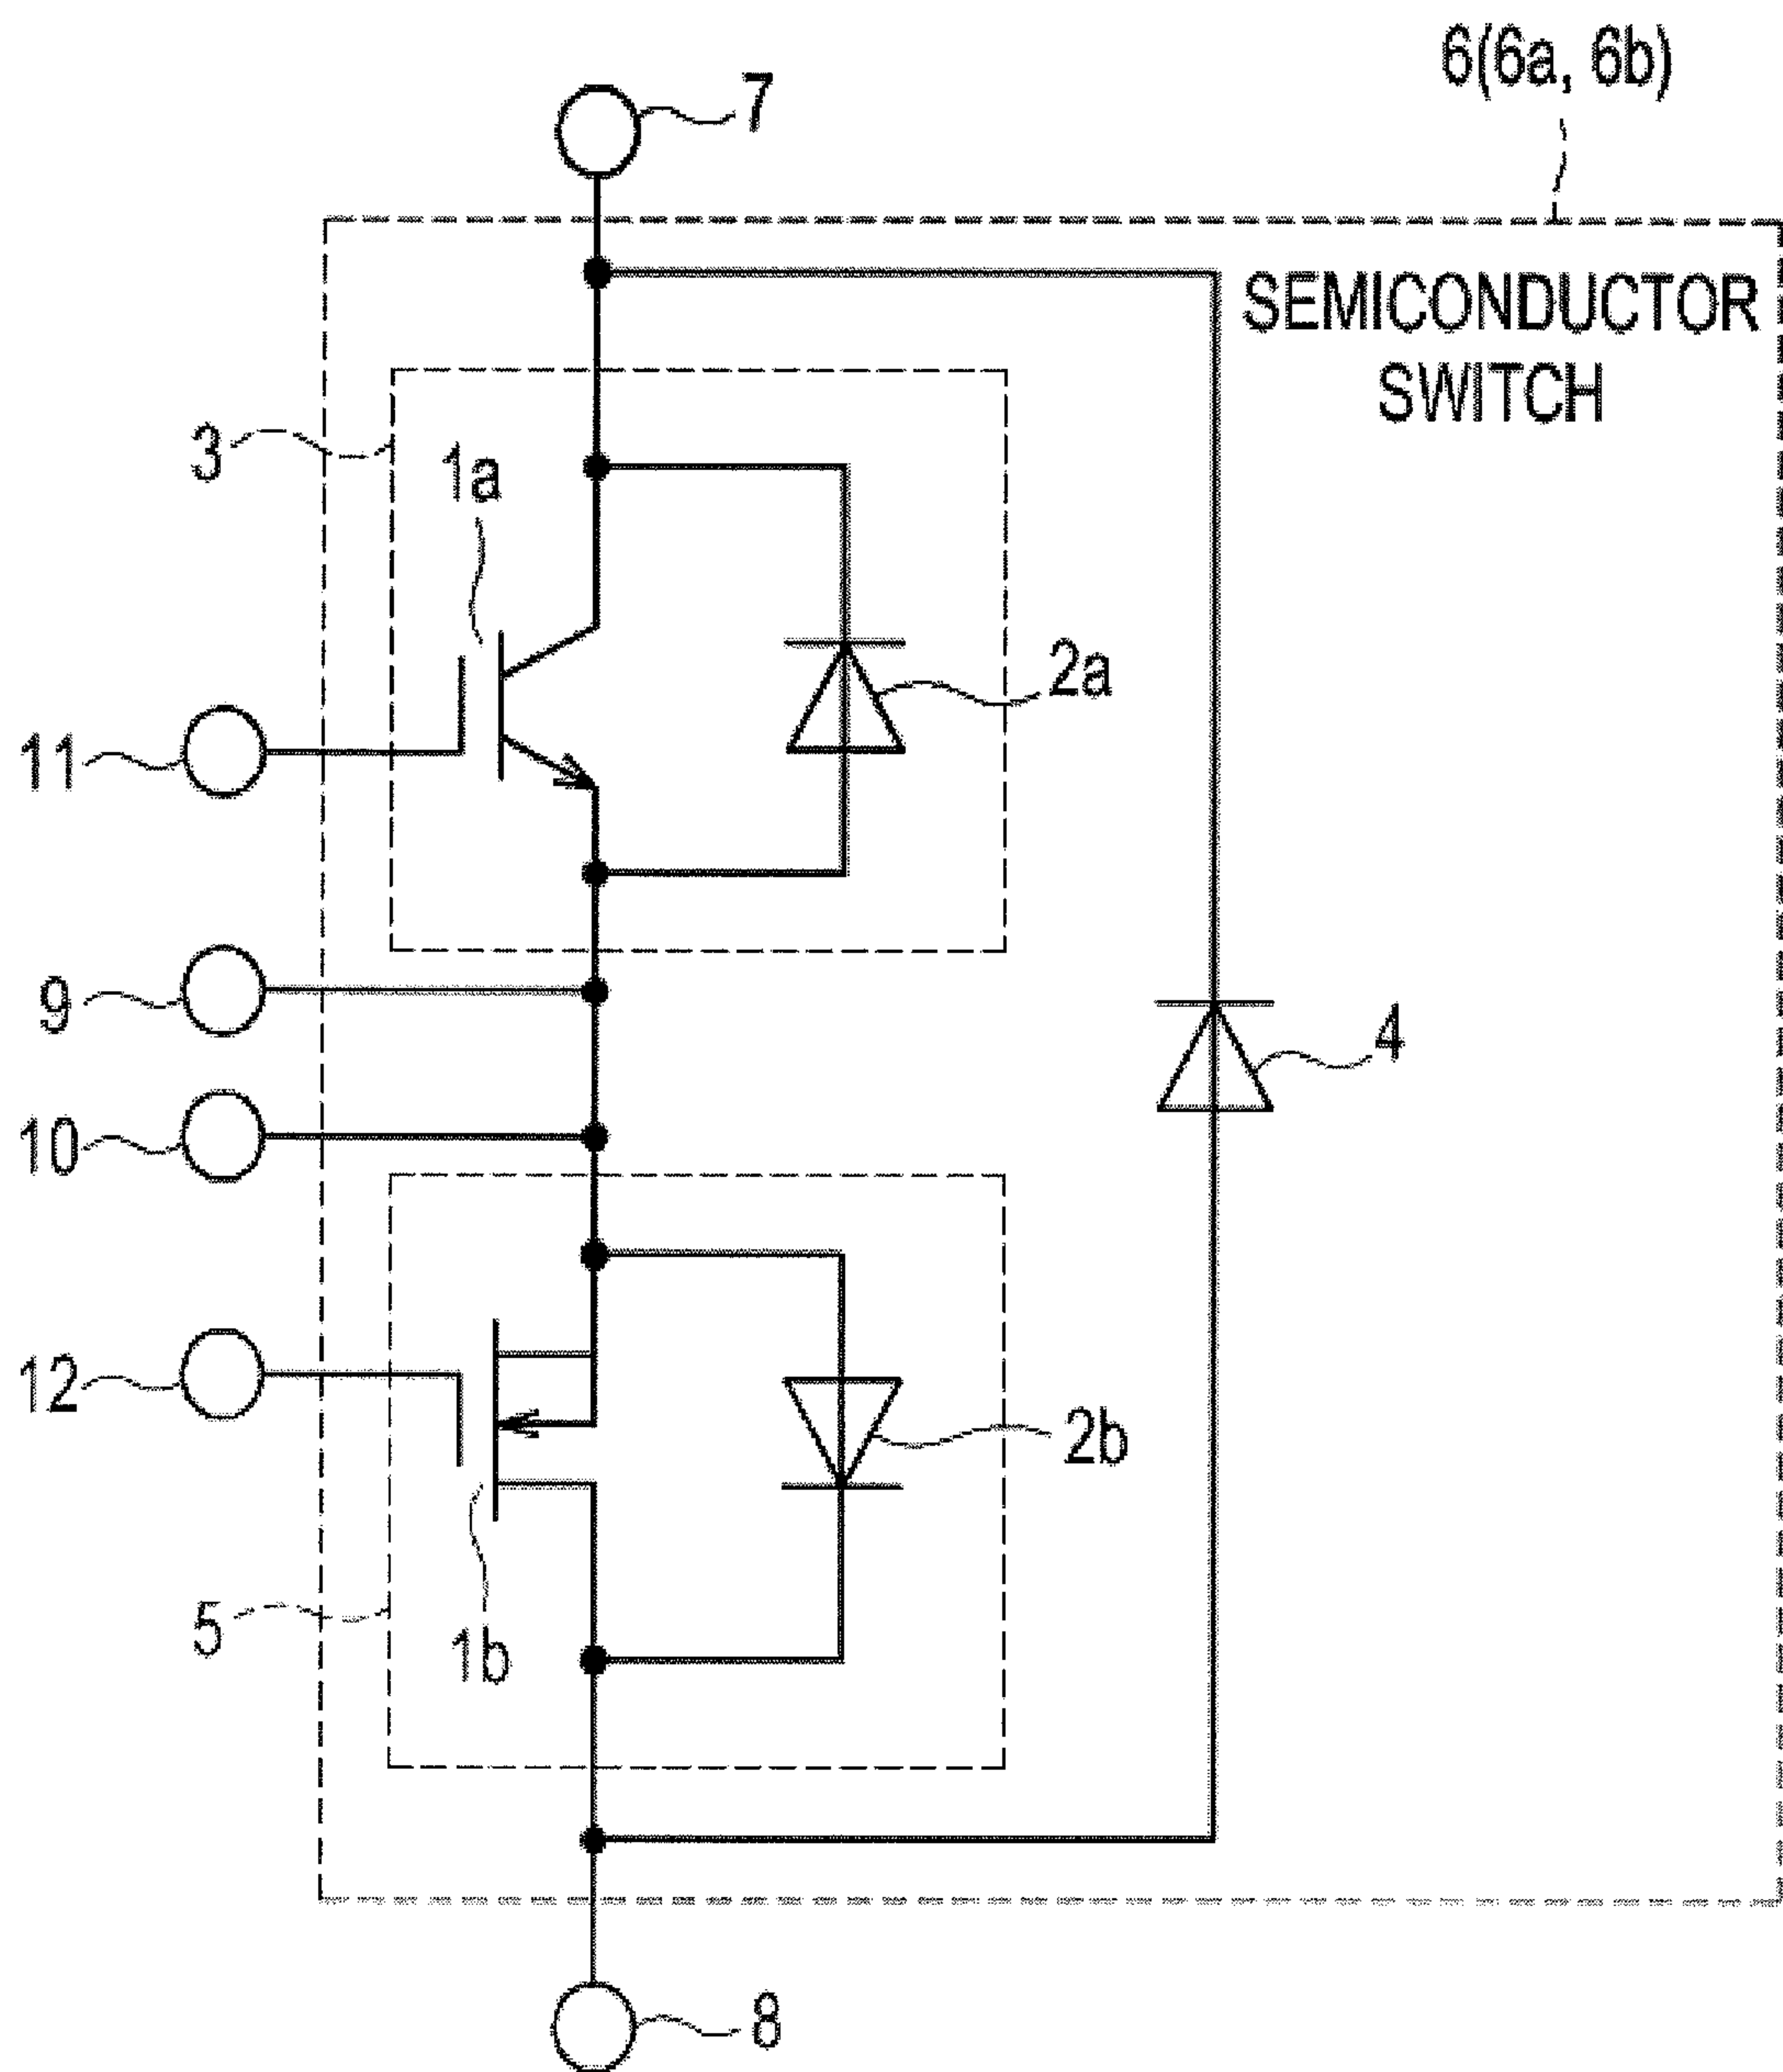 6(6a, 6b)
7
SEMICONDUCTOR
SWITCH
3
1a
2a
11
9
4
10
12
2b
5
1b
8